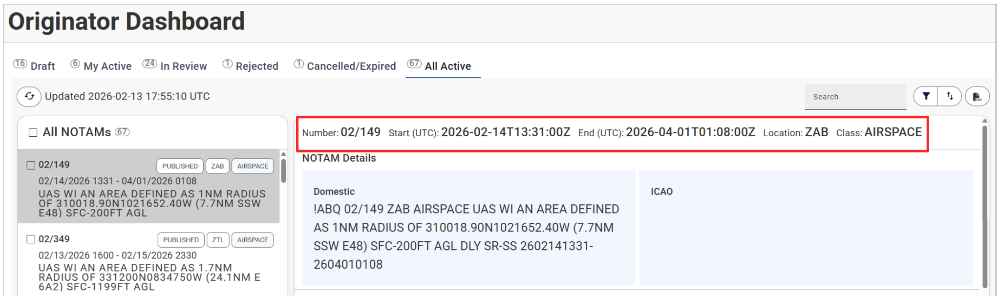 Originator Dashboard
16 Draft 6 My Active 24 In Review 1 Rejected 1 Cancelled/Expired 67 All Active
Updated 2026-02-13 17:55:10 UTC
Search
CSV
All NOTAMs 67
02/149 PUBLISHED ZAB AIRSPACE
02/14/2026 1331 - 04/01/2026 0108
UAS WI AN AREA DEFINED AS 1NM RADIUS
OF 310018.90N1021652.40W (7.7NM SSW
E48) SFC-200FT AGL
02/349 PUBLISHED ZTL AIRSPACE
02/13/2026 1600 - 02/15/2026 2330
UAS WI AN AREA DEFINED AS 1.7NM
RADIUS OF 331200N0834750W (24.1NM E
6A2) SFC-1199FT AGL
Number: 02/149 Start (UTC): 2026-02-14T13:31:00Z End (UTC): 2026-04-01T01:08:00Z Location: ZAB Class: AIRSPACE
NOTAM Details
Domestic
!ABQ 02/149 ZAB AIRSPACE UAS WI AN AREA DEFINED
AS 1NM RADIUS OF 310018.90N1021652.40W (7.7NM
SSW E48) SFC-200FT AGL DLY SR-SS 2602141331-
2604010108
ICAO